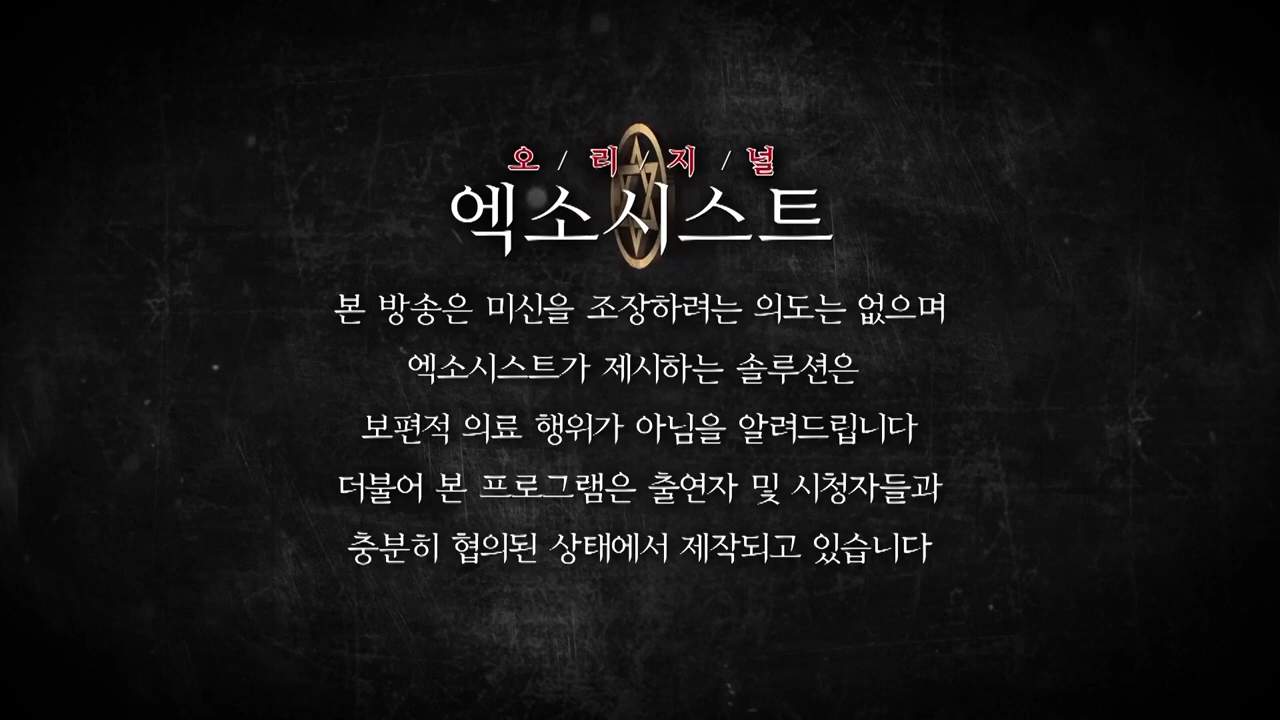 오/리/지/널
엑소시스트
본 방송은 미신을 조장하려는 의도는 없으며
엑소시스트가 제시하는 솔루션은
보편적 의료 행위가 아님을 알려드립니다
더불어 본 프로그램은 출연자 및 시청자들과
충분히 협의된 상태에서 제작되고 있습니다